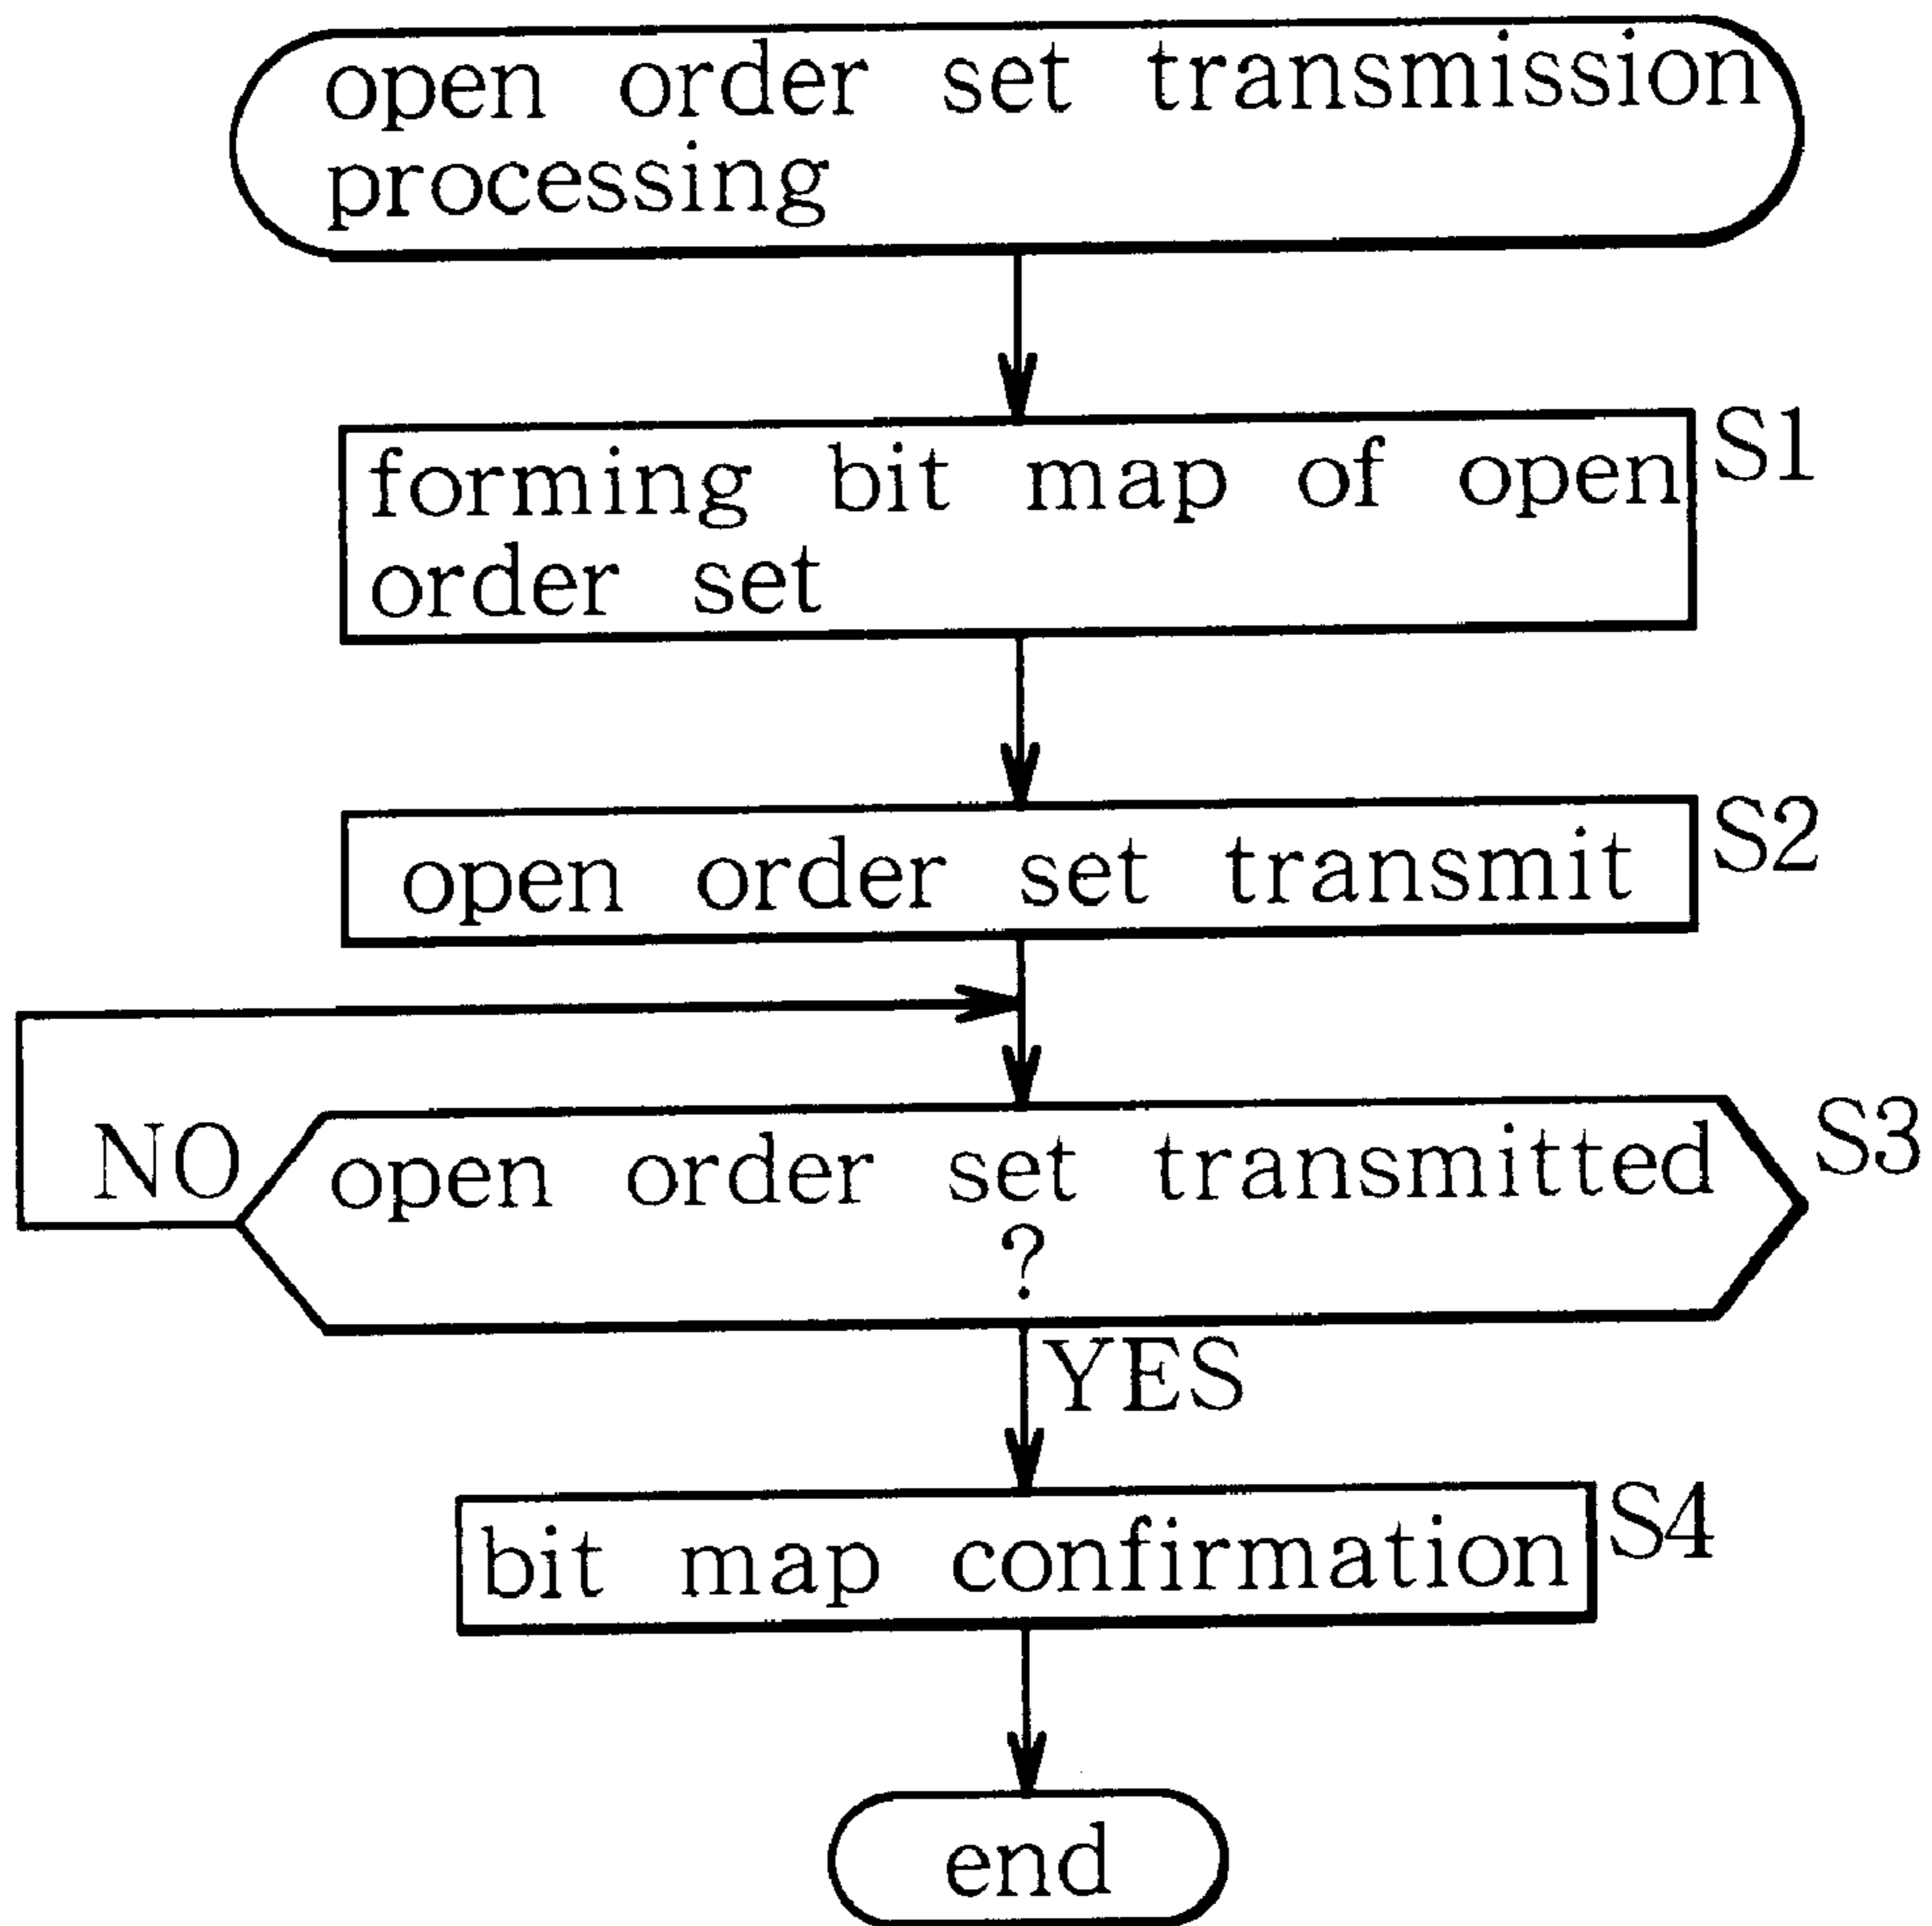 open order set transmission
processing
forming bit map of open
order set
S1
open order set transmit
S2
NO
open order set transmitted
?
S3
YES
bit map confirmation
S4
end